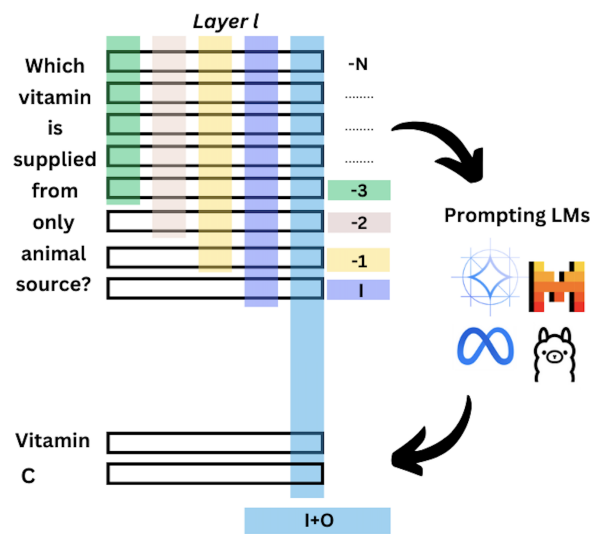 Layer l
Which -N
vitamin ........
is ........
supplied ........
from -3
only -2
animal -1
source? I
Prompting LMs
Vitamin
C
I+O